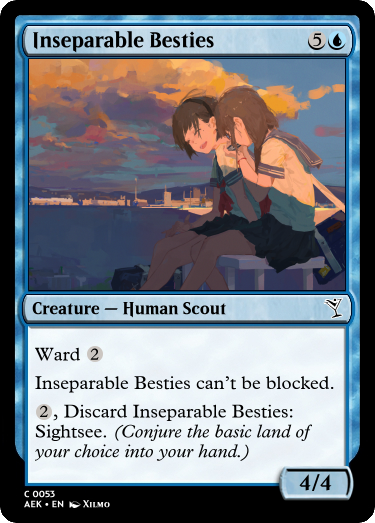 Inseparable Besties 5
Creature — Human Scout
Ward 2
Inseparable Besties can't be blocked.
2, Discard Inseparable Besties:
Sightsee. (Conjure the basic land of
your choice into your hand.)
4/4
C 0053
AEK • EN Xilmo